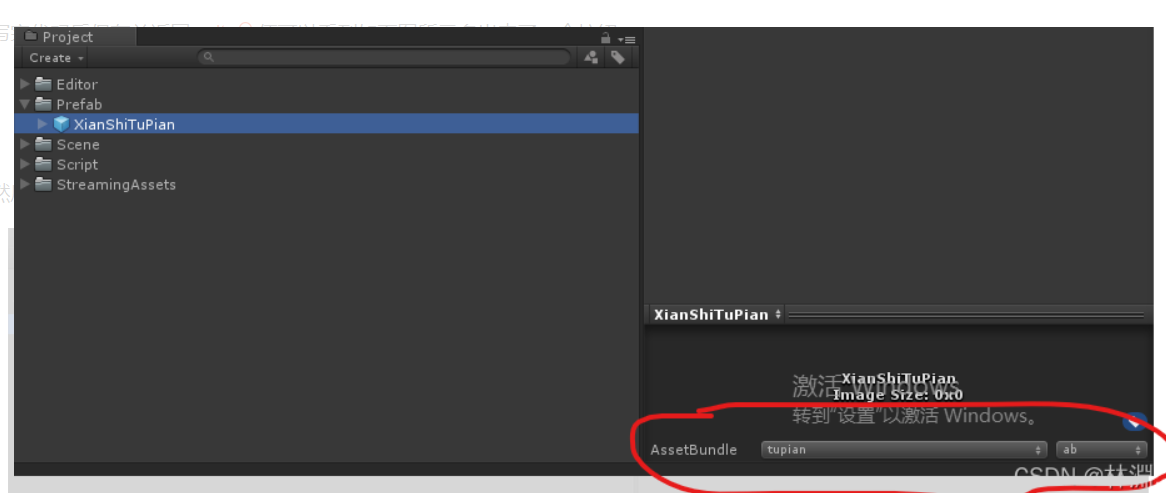 Project
Create
Editor
Prefab
XianShiTuPian
Scene
Script
StreamingAssets
XianShiTuPian
XianShiTuPian
Image Size: 0x0
激活 Windows
转到“设置”以激活 Windows。
AssetBundle tupian ab
CSDN @林淵